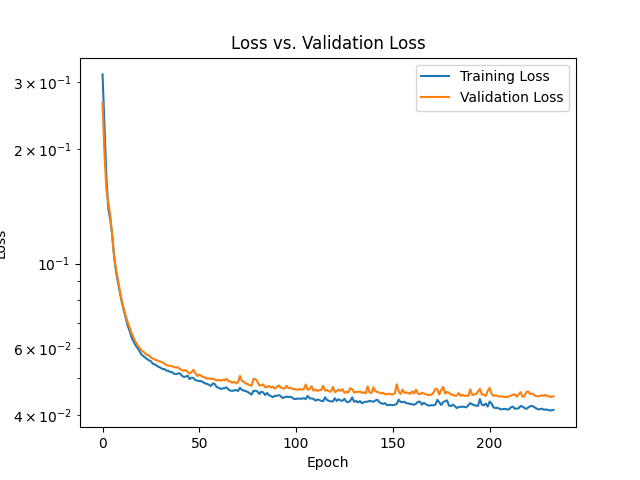 Loss vs. Validation Loss
Training Loss
Validation Loss
3 × 10⁻¹
2 × 10⁻¹
10⁻¹
6 × 10⁻²
4 × 10⁻²
Loss
0 50 100 150 200
Epoch